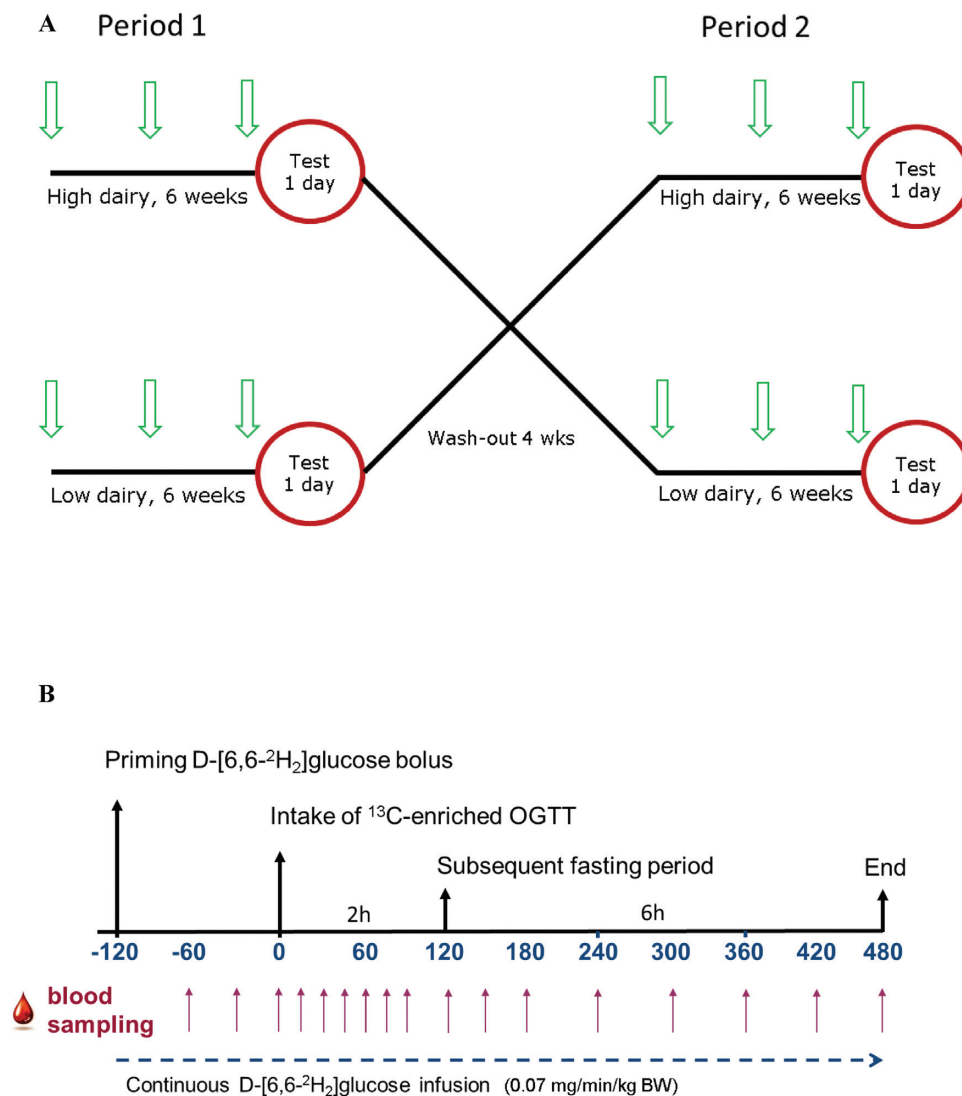 A
Period 1
Period 2
Test
1 day
High dairy, 6 weeks
Test
1 day
High dairy, 6 weeks
Test
1 day
Low dairy, 6 weeks
Wash-out 4 wks
Test
1 day
Low dairy, 6 weeks
B
Priming D-[6,6-²H₂]glucose bolus
Intake of ¹³C-enriched OGTT
Subsequent fasting period
End
2h
6h
-120 -60 0 60 120 180 240 300 360 420 480
blood
sampling
Continuous D-[6,6-²H₂]glucose infusion (0.07 mg/min/kg BW)